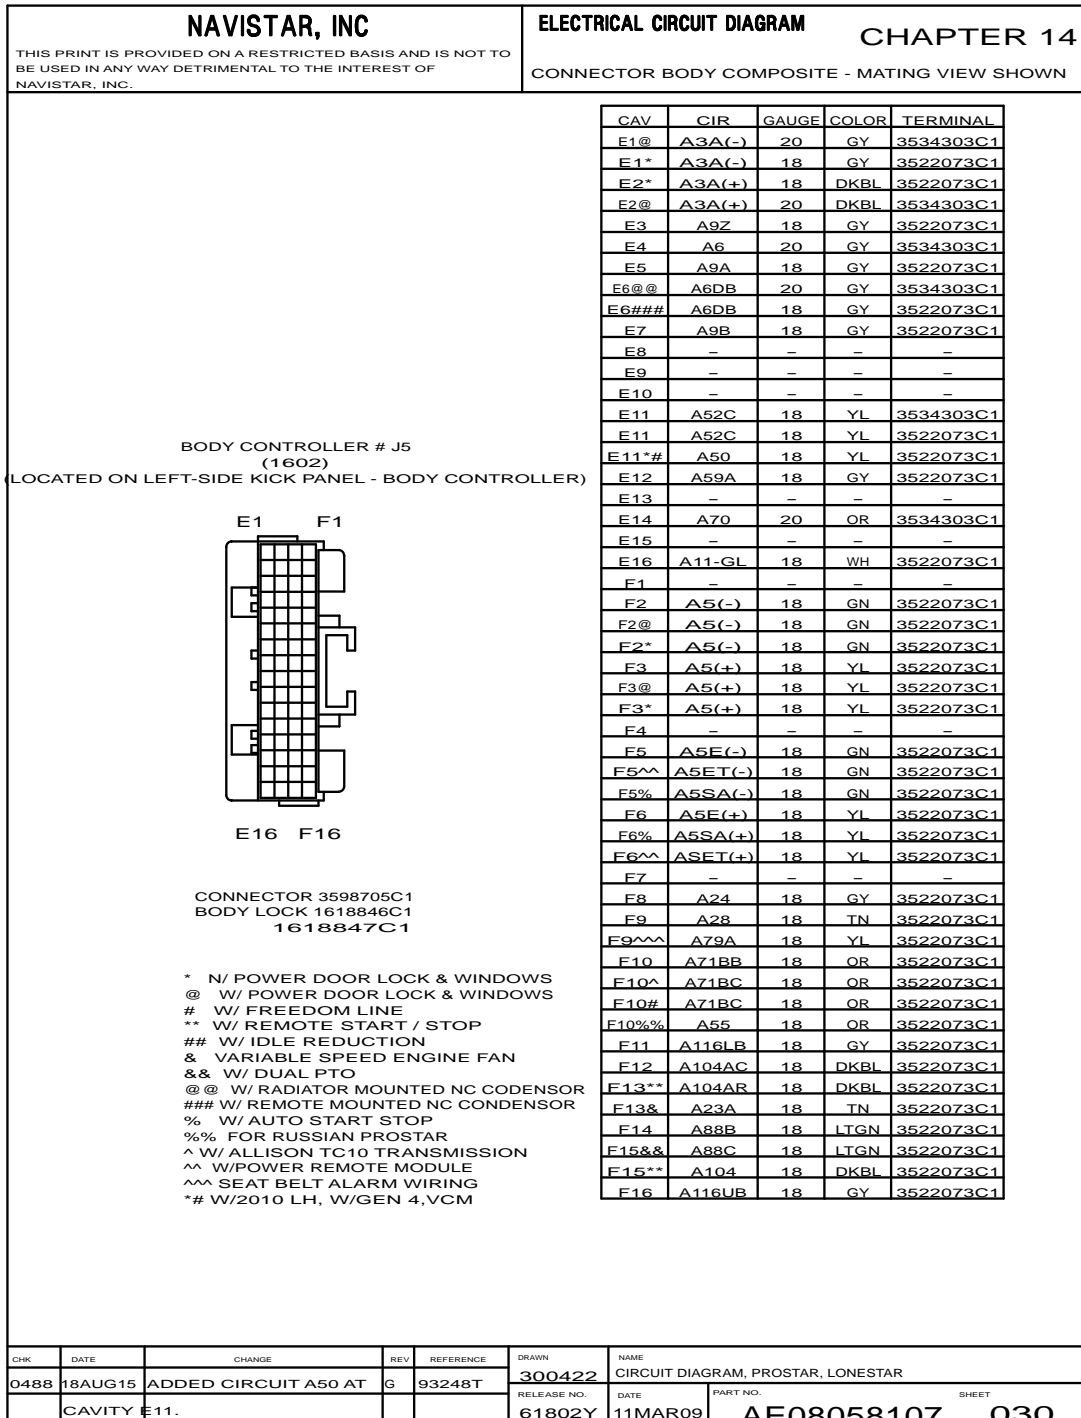 NAVISTAR, INC
THIS PRINT IS PROVIDED ON A RESTRICTED BASIS AND IS NOT TO
BE USED IN ANY WAY DETRIMENTAL TO THE INTEREST OF
NAVISTAR, INC.
ELECTRICAL CIRCUIT DIAGRAM
CHAPTER 14
CONNECTOR BODY COMPOSITE - MATING VIEW SHOWN
CAV CIR GAUGE COLOR TERMINAL
E1@ A3A(-) 20 GY 3534303C1
E1* A3A(-) 18 GY 3522073C1
E2* A3A(+) 18 DKBL 3522073C1
E2@ A3A(+) 20 DKBL 3534303C1
E3 A9Z 18 GY 3522073C1
E4 A6 20 GY 3534303C1
E5 A9A 18 GY 3522073C1
E6@@ A6DB 20 GY 3534303C1
E6### A6DB 18 GY 3522073C1
E7 A9B 18 GY 3522073C1
E8 – – – –
E9 – – – –
E10 – – – –
E11 A52C 18 YL 3534303C1
E11 A52C 18 YL 3522073C1
E11*# A50 18 YL 3522073C1
E12 A59A 18 GY 3522073C1
E13 – – – –
E14 A70 20 OR 3534303C1
E15 – – – –
E16 A11-GL 18 WH 3522073C1
F1 – – – –
F2 A5(-) 18 GN 3522073C1
F2@ A5(-) 18 GN 3522073C1
F2* A5(-) 18 GN 3522073C1
F3 A5(+) 18 YL 3522073C1
F3@ A5(+) 18 YL 3522073C1
F3* A5(+) 18 YL 3522073C1
F4 – – – –
F5 A5E(-) 18 GN 3522073C1
F5^^ A5ET(-) 18 GN 3522073C1
F5% A5SA(-) 18 GN 3522073C1
F6 A5E(+) 18 YL 3522073C1
F6% A5SA(+) 18 YL 3522073C1
F6^^ ASET(+) 18 YL 3522073C1
F7 – – – –
F8 A24 18 GY 3522073C1
F9 A28 18 TN 3522073C1
F9^^^ A79A 18 YL 3522073C1
F10 A71BB 18 OR 3522073C1
F10^ A71BC 18 OR 3522073C1
F10# A71BC 18 OR 3522073C1
F10%% A55 18 OR 3522073C1
F11 A116LB 18 GY 3522073C1
F12 A104AC 18 DKBL 3522073C1
F13** A104AR 18 DKBL 3522073C1
F13& A23A 18 TN 3522073C1
F14 A88B 18 LTGN 3522073C1
F15&& A88C 18 LTGN 3522073C1
F15** A104 18 DKBL 3522073C1
F16 A116UB 18 GY 3522073C1
BODY CONTROLLER # J5
(1602)
(LOCATED ON LEFT-SIDE KICK PANEL - BODY CONTROLLER)
E1 F1
E16 F16
CONNECTOR 3598705C1
BODY LOCK 1618846C1
1618847C1
* N/ POWER DOOR LOCK & WINDOWS
@ W/ POWER DOOR LOCK & WINDOWS
# W/ FREEDOM LINE
** W/ REMOTE START / STOP
## W/ IDLE REDUCTION
& VARIABLE SPEED ENGINE FAN
&& W/ DUAL PTO
@@ W/ RADIATOR MOUNTED NC CODENSOR
### W/ REMOTE MOUNTED NC CONDENSOR
% W/ AUTO START STOP
%% FOR RUSSIAN PROSTAR
^ W/ ALLISON TC10 TRANSMISSION
^^ W/POWER REMOTE MODULE
^^^ SEAT BELT ALARM WIRING
*# W/2010 LH, W/GEN 4,VCM
CHK DATE CHANGE REV REFERENCE
0488 18AUG15 ADDED CIRCUIT A50 AT G 93248T
CAVITY E11.
DRAWN
300422
NAME
CIRCUIT DIAGRAM, PROSTAR, LONESTAR
RELEASE NO.
61802Y
DATE
11MAR09
PART NO.
AE08058107
SHEET
030